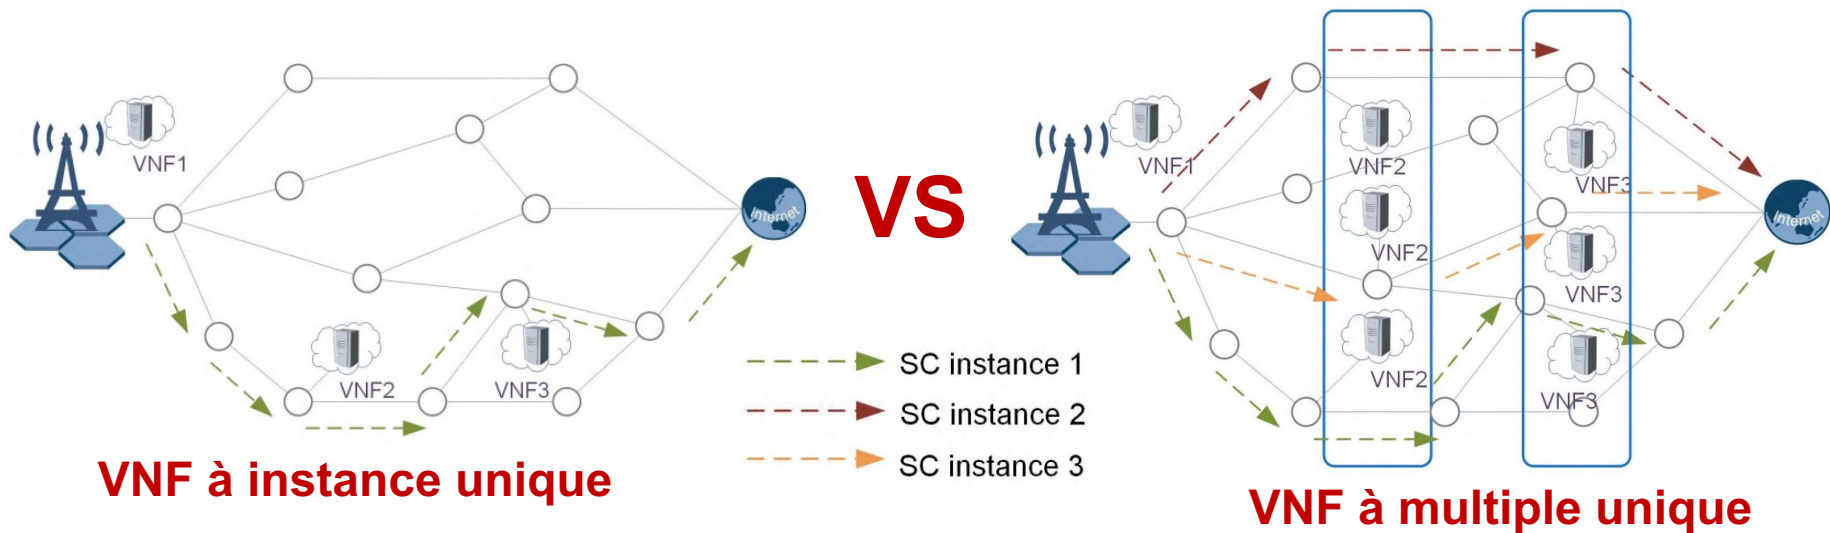 VNF1
Internet
VNF2
VNF3
VNF à instance unique
VS
SC instance 1
SC instance 2
SC instance 3
VNF1
VNF2
VNF3
VNF2
VNF3
VNF2
VNF3
Internet
VNF à multiple unique